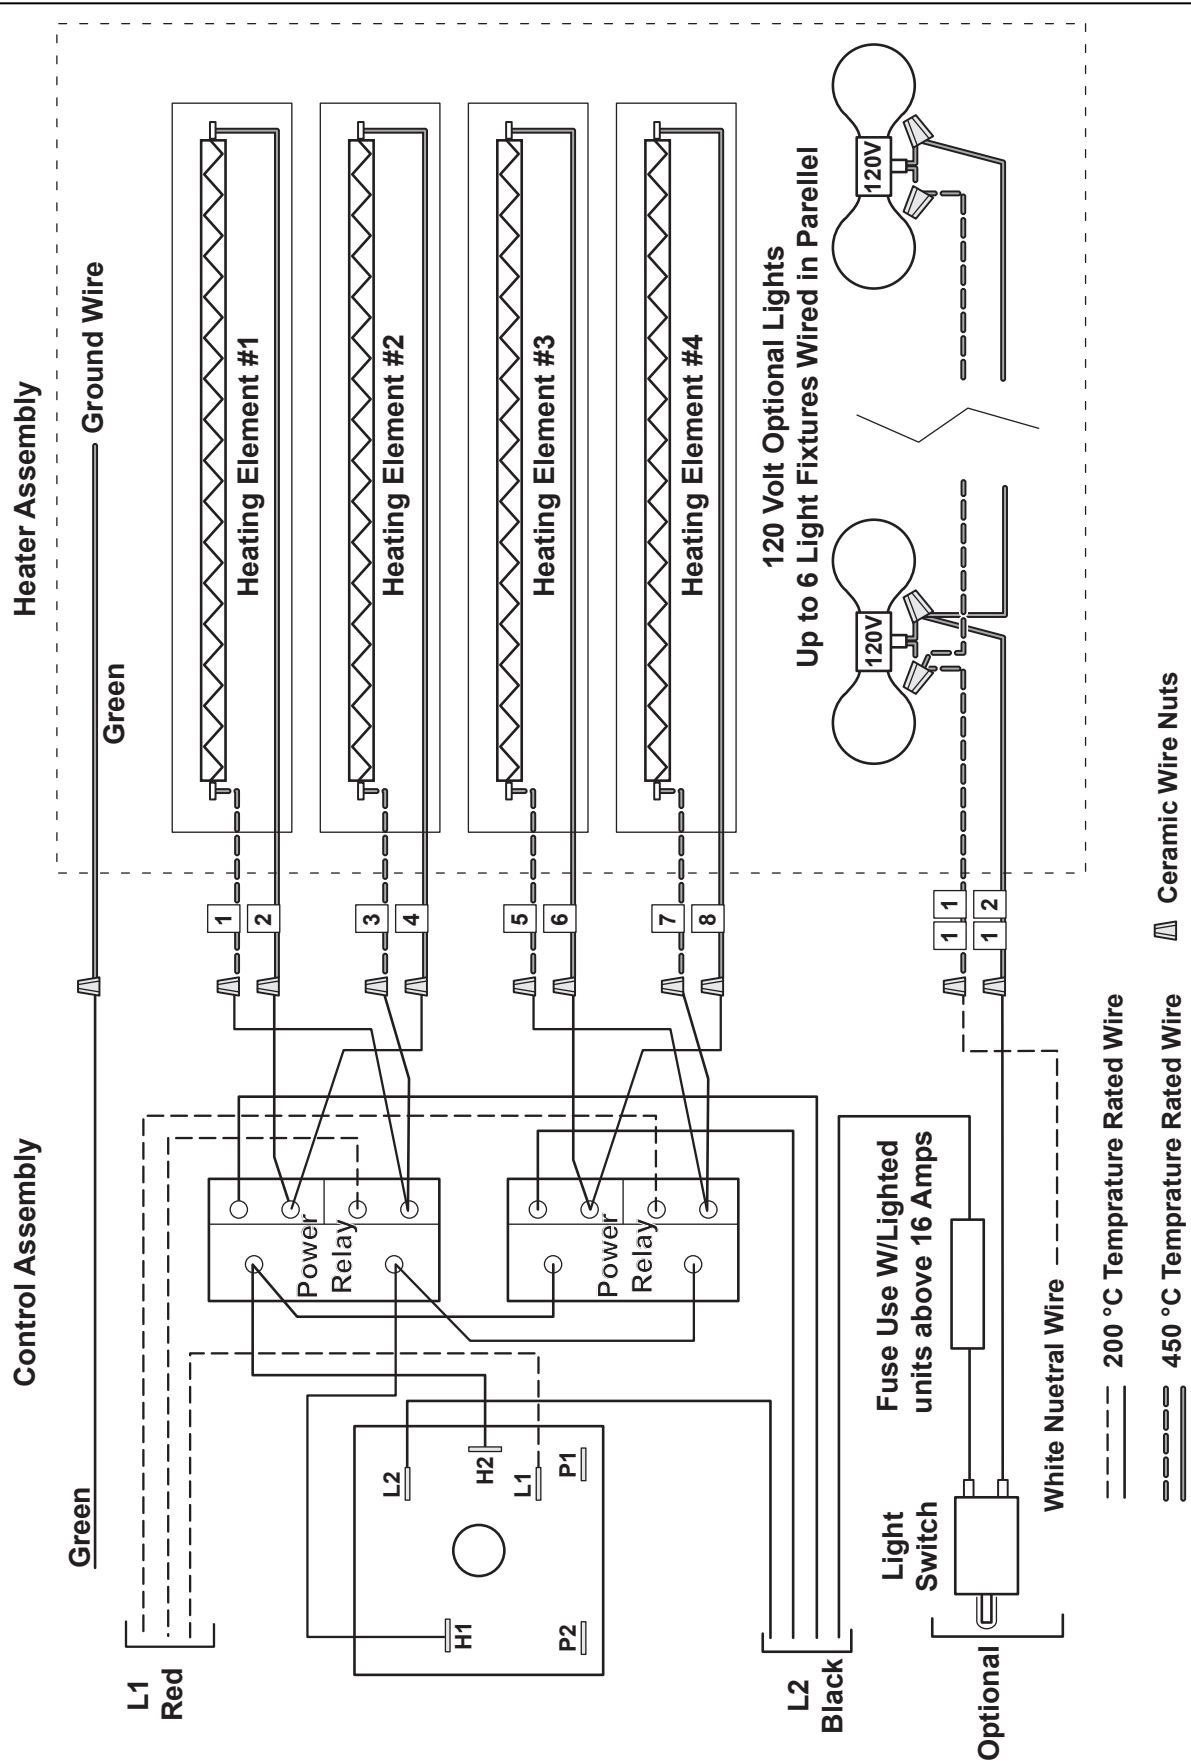 Heater Assembly
Control Assembly
Ground Wire
Green
Green
Heating Element #1
Heating Element #2
Heating Element #3
Heating Element #4
120 Volt Optional Lights
Up to 6 Light Fixtures Wired in Parellel
120V
120V
1
2
3
4
5
6
7
8
1 1
1 2
Power
Relay
Power
Relay
L2
H2
L1
P1
H1
P2
L1
Red
L2
Black
Fuse Use W/Lighted
units above 16 Amps
Light
Switch
Optional
White Nuetral Wire
200 °C Temprature Rated Wire
450 °C Temprature Rated Wire
Ceramic Wire Nuts